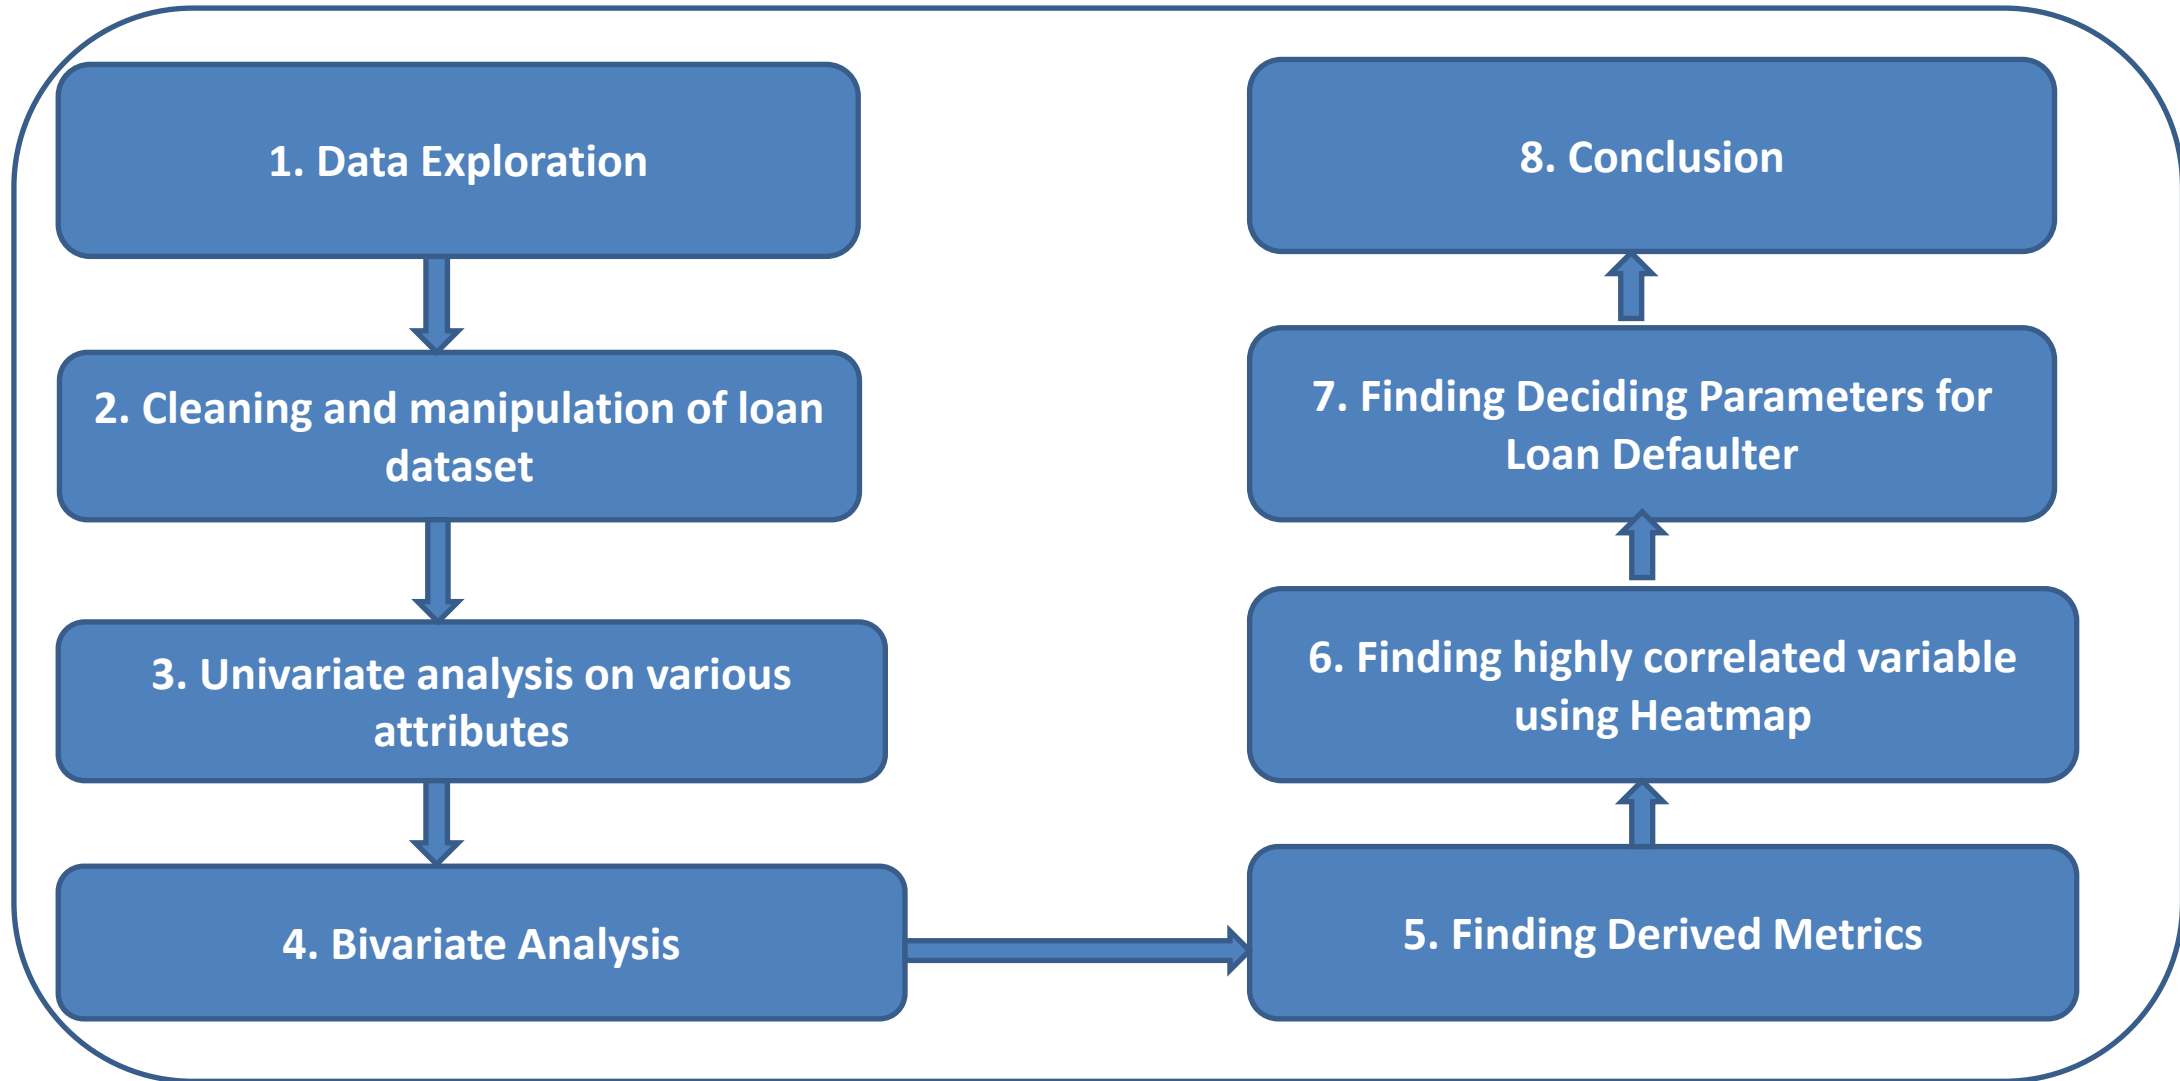 1. Data Exploration
2. Cleaning and manipulation of loan
dataset
3. Univariate analysis on various
attributes
4. Bivariate Analysis
5. Finding Derived Metrics
6. Finding highly correlated variable
using Heatmap
7. Finding Deciding Parameters for
Loan Defaulter
8. Conclusion